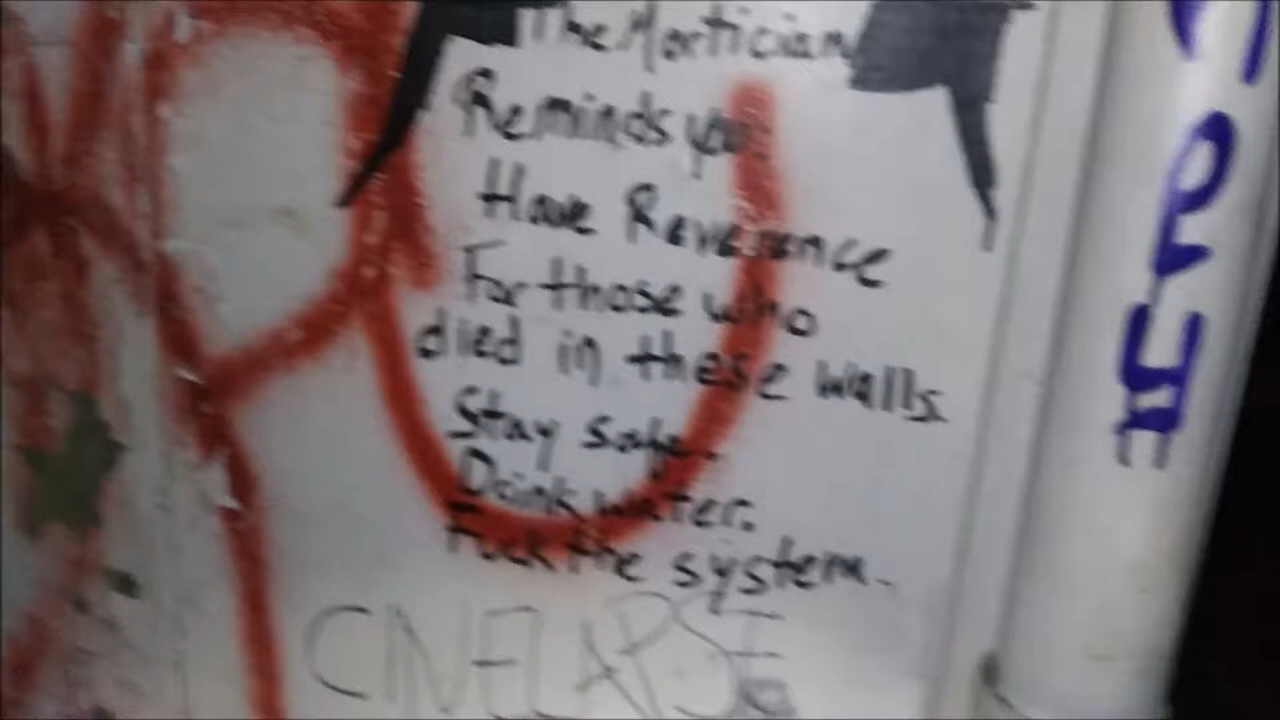 The Mortician
Reminds you:
Have Reverence
For those who
died in these walls.
Stay safe.
Drink water.
Fuck the system.
CINELAPSE